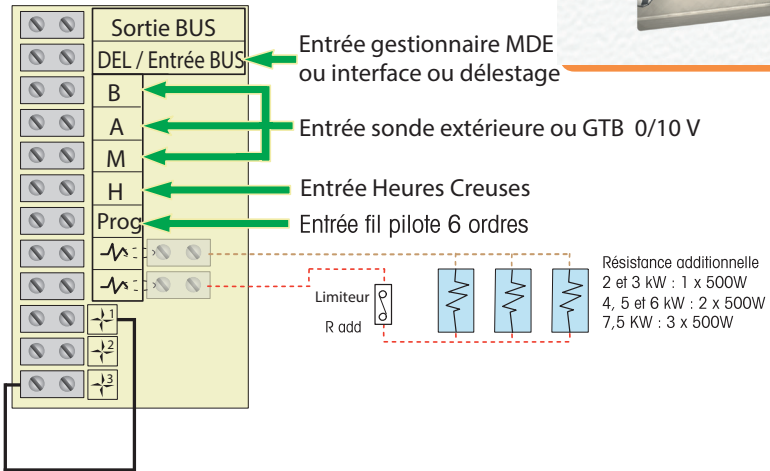 Sortie BUS
DEL / Entrée BUS
B
A
M
H
Prog
1
2
3
Entrée gestionnaire MDE
ou interface ou délestage
Entrée sonde extérieure ou GTB 0/10 V
Entrée Heures Creuses
Entrée fil pilote 6 ordres
Limiteur
R add
Résistance additionnelle
2 et 3 kW : 1 x 500W
4, 5 et 6 kW : 2 x 500W
7,5 KW : 3 x 500W